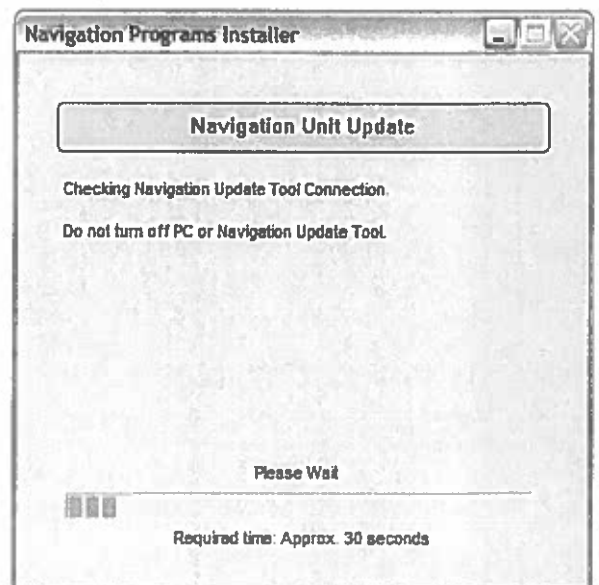 Navigation Programs Installer
Navigation Unit Update
Checking Navigation Update Tool Connection.
Do not turn off PC or Navigation Update Tool.
Please Wait
Required time: Approx. 30 seconds